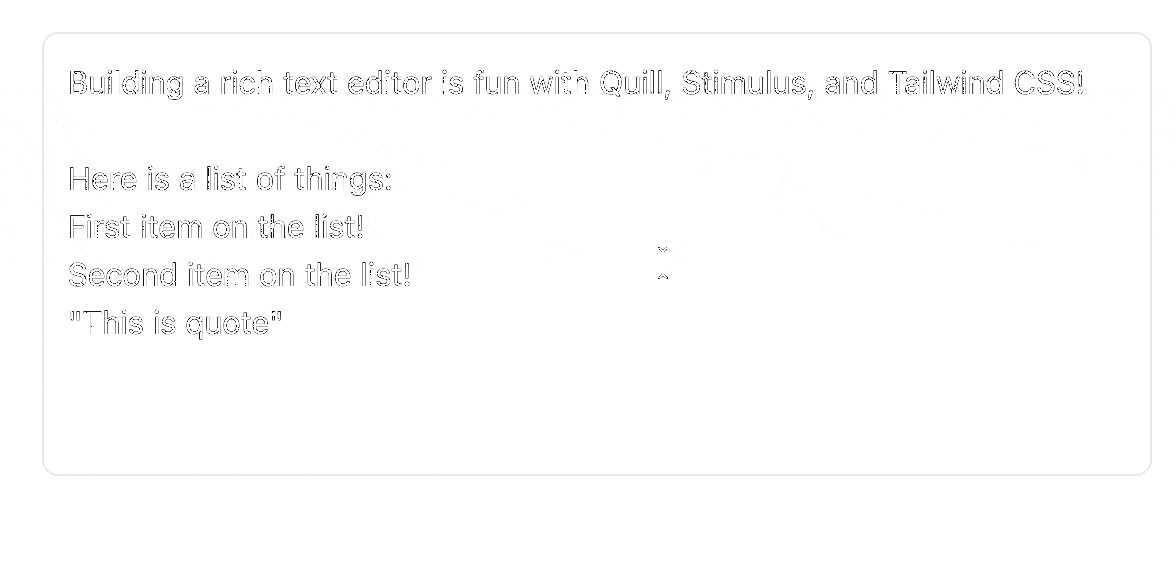 Building a rich text editor is fun with Quill, Stimulus, and Tailwind CSS!
Here is a list of things:
First item on the list!
Second item on the list!
"This is quote"